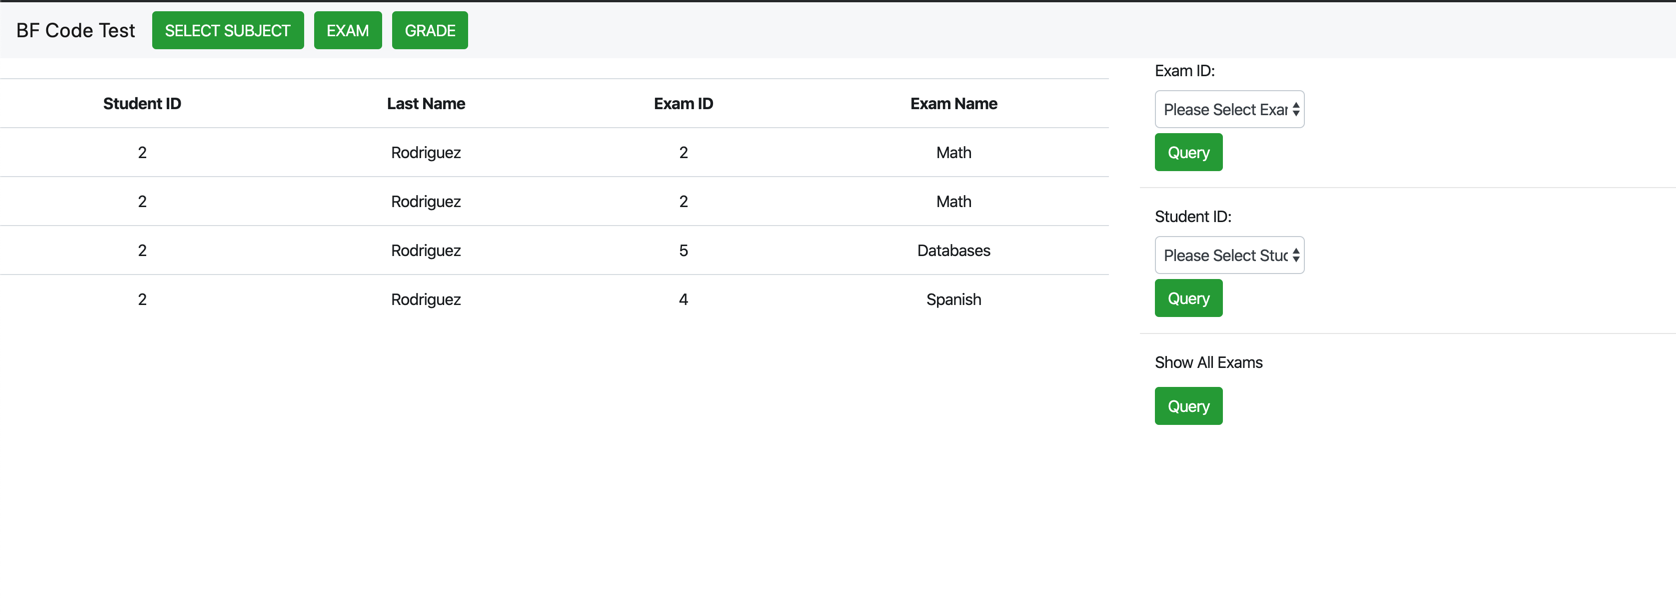 BF Code Test SELECT SUBJECT EXAM GRADE
Student ID Last Name Exam ID Exam Name
2 Rodriguez 2 Math
2 Rodriguez 2 Math
2 Rodriguez 5 Databases
2 Rodriguez 4 Spanish
Exam ID:
Please Select Exar
Query
Student ID:
Please Select Stuc
Query
Show All Exams
Query